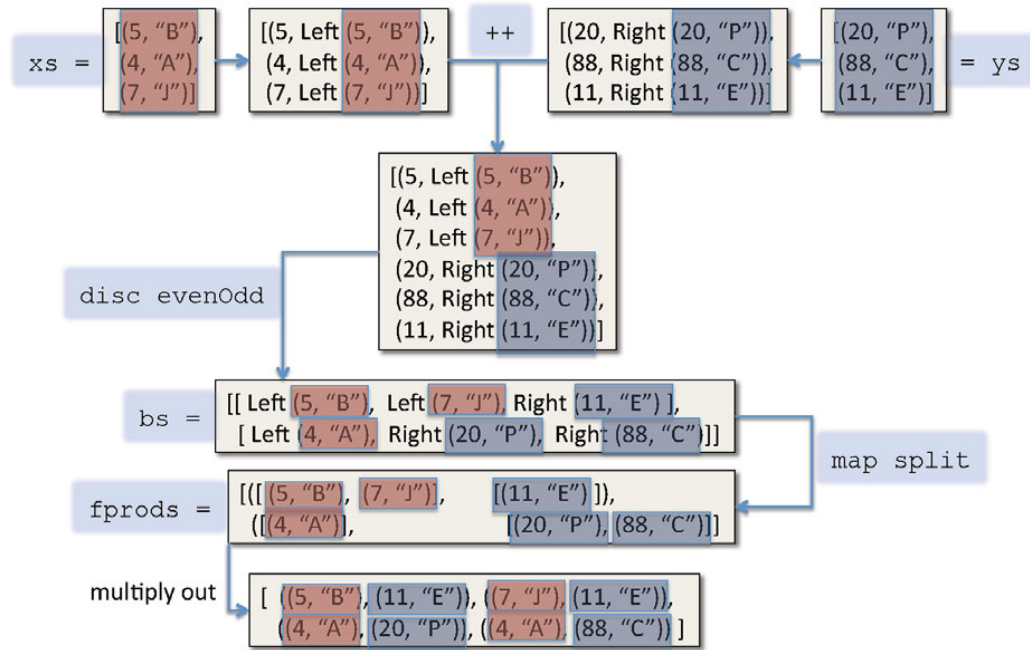 xs =
[(5, “B”),
(4, “A”),
(7, “J”)]
[(5, Left (5, “B”)),
(4, Left (4, “A”)),
(7, Left (7, “J”))]
++
[(20, Right (20, “P”)),
(88, Right (88, “C”)),
(11, Right (11, “E”))]
[(20, “P”),
(88, “C”),
(11, “E”)]
= ys
[(5, Left (5, “B”)),
(4, Left (4, “A”)),
(7, Left (7, “J”)),
(20, Right (20, “P”)),
(88, Right (88, “C”)),
(11, Right (11, “E”))]
disc evenOdd
bs =
[[ Left (5, “B”), Left (7, “J”), Right (11, “E”) ],
[ Left (4, “A”), Right (20, “P”), Right (88, “C”)]]
map split
fprods =
[([ (5, “B”), (7, “J”)], [(11, “E”) ]),
([(4, “A”)], [(20, “P”), (88, “C”)]]
multiply out
[ ((5, “B”), (11, “E”)), ((7, “J”), (11, “E”)),
((4, “A”), (20, “P”)), ((4, “A”), (88, “C”)) ]